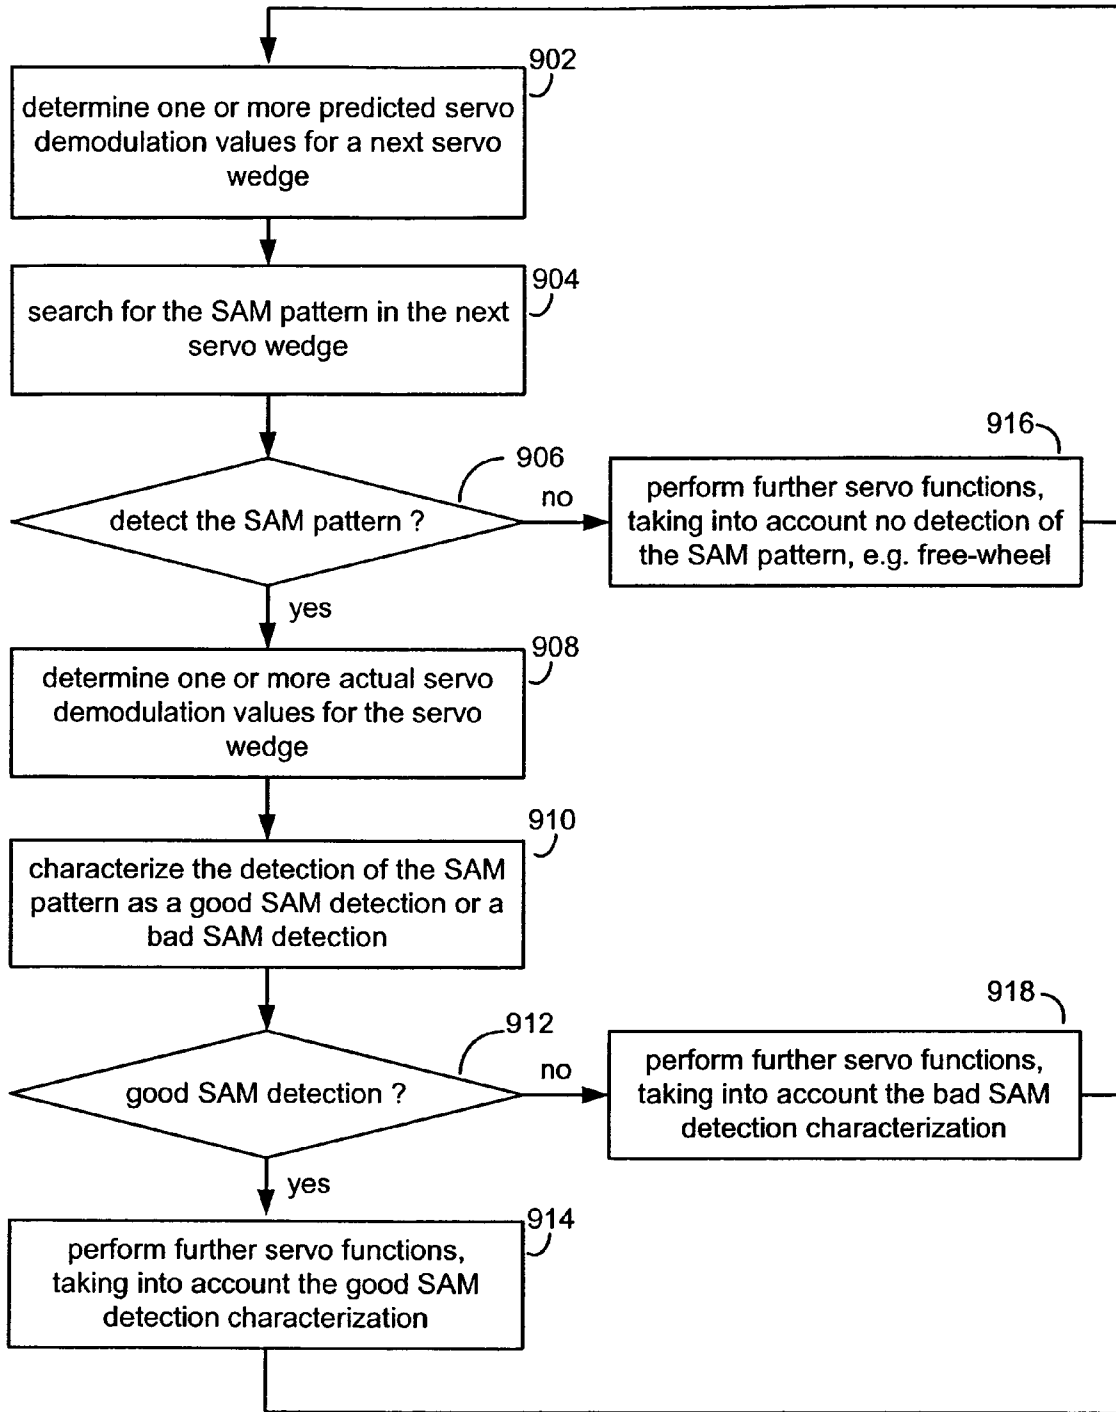 902
determine one or more predicted servo
demodulation values for a next servo
wedge
904
search for the SAM pattern in the next
servo wedge
906
detect the SAM pattern ?
no
916
perform further servo functions,
taking into account no detection of
the SAM pattern, e.g. free-wheel
yes
908
determine one or more actual servo
demodulation values for the servo
wedge
910
characterize the detection of the SAM
pattern as a good SAM detection or a
bad SAM detection
912
good SAM detection ?
no
918
perform further servo functions,
taking into account the bad SAM
detection characterization
yes
914
perform further servo functions,
taking into account the good SAM
detection characterization